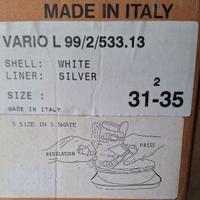 MADE IN ITALY
VARIO L 99/2/533.13
SHELL: WHITE
LINER: SILVER
SIZE : 2
31-35
MADE IN ITALY
3 SIZE IN 1 SKATE
REGULATION PRESS